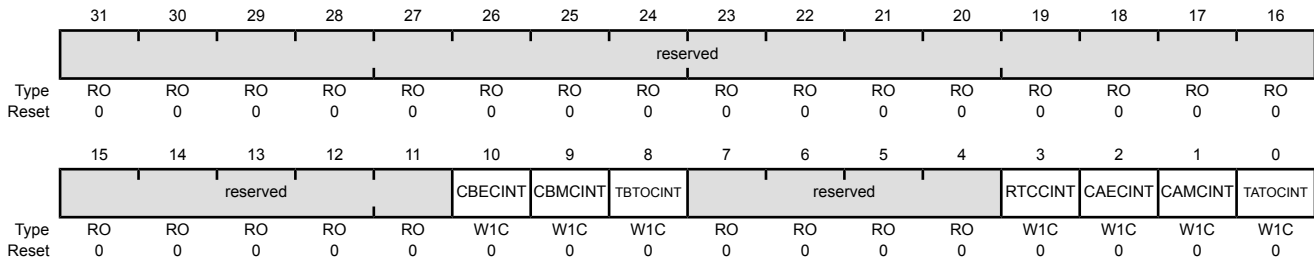 31 30 29 28 27 26 25 24 23 22 21 20 19 18 17 16
reserved
Type RO RO RO RO RO RO RO RO RO RO RO RO RO RO RO RO
Reset 0 0 0 0 0 0 0 0 0 0 0 0 0 0 0 0
15 14 13 12 11 10 9 8 7 6 5 4 3 2 1 0
reserved CBECINT CBMCINT TBTOCINT reserved RTCCINT CAECINT CAMCINT TATOCINT
Type RO RO RO RO RO W1C W1C W1C RO RO RO RO W1C W1C W1C W1C
Reset 0 0 0 0 0 0 0 0 0 0 0 0 0 0 0 0